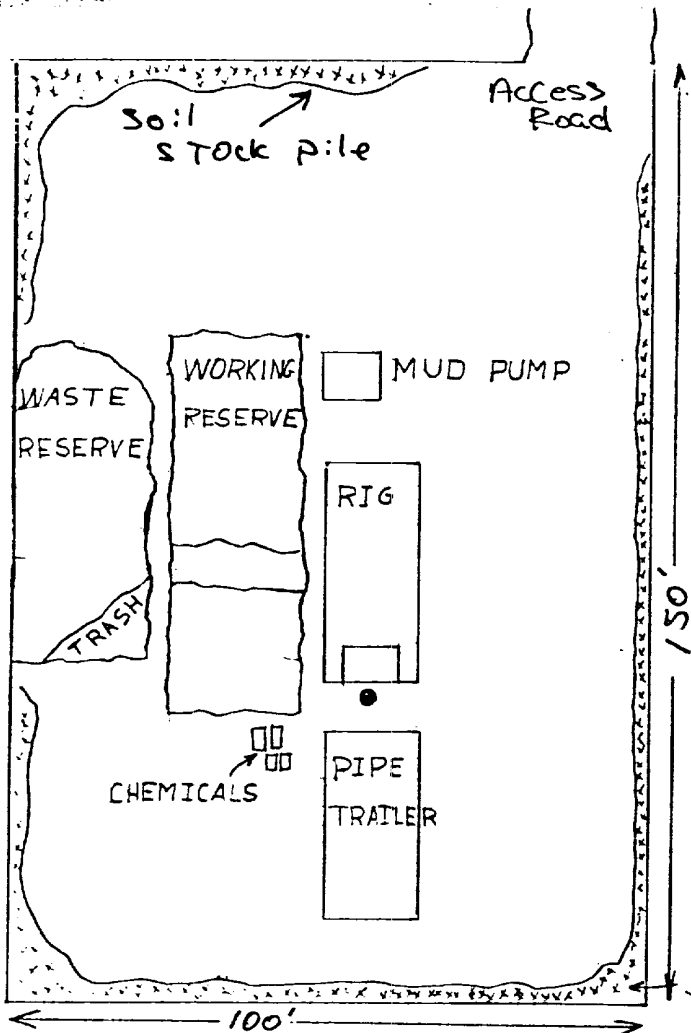 Access
Road
Soil
STock pile
WORKING
RESERVE
MUD PUMP
WASTE
RESERVE
RIG
TRASH
150'
CHEMICALS
PIPE
TRAILER
100'